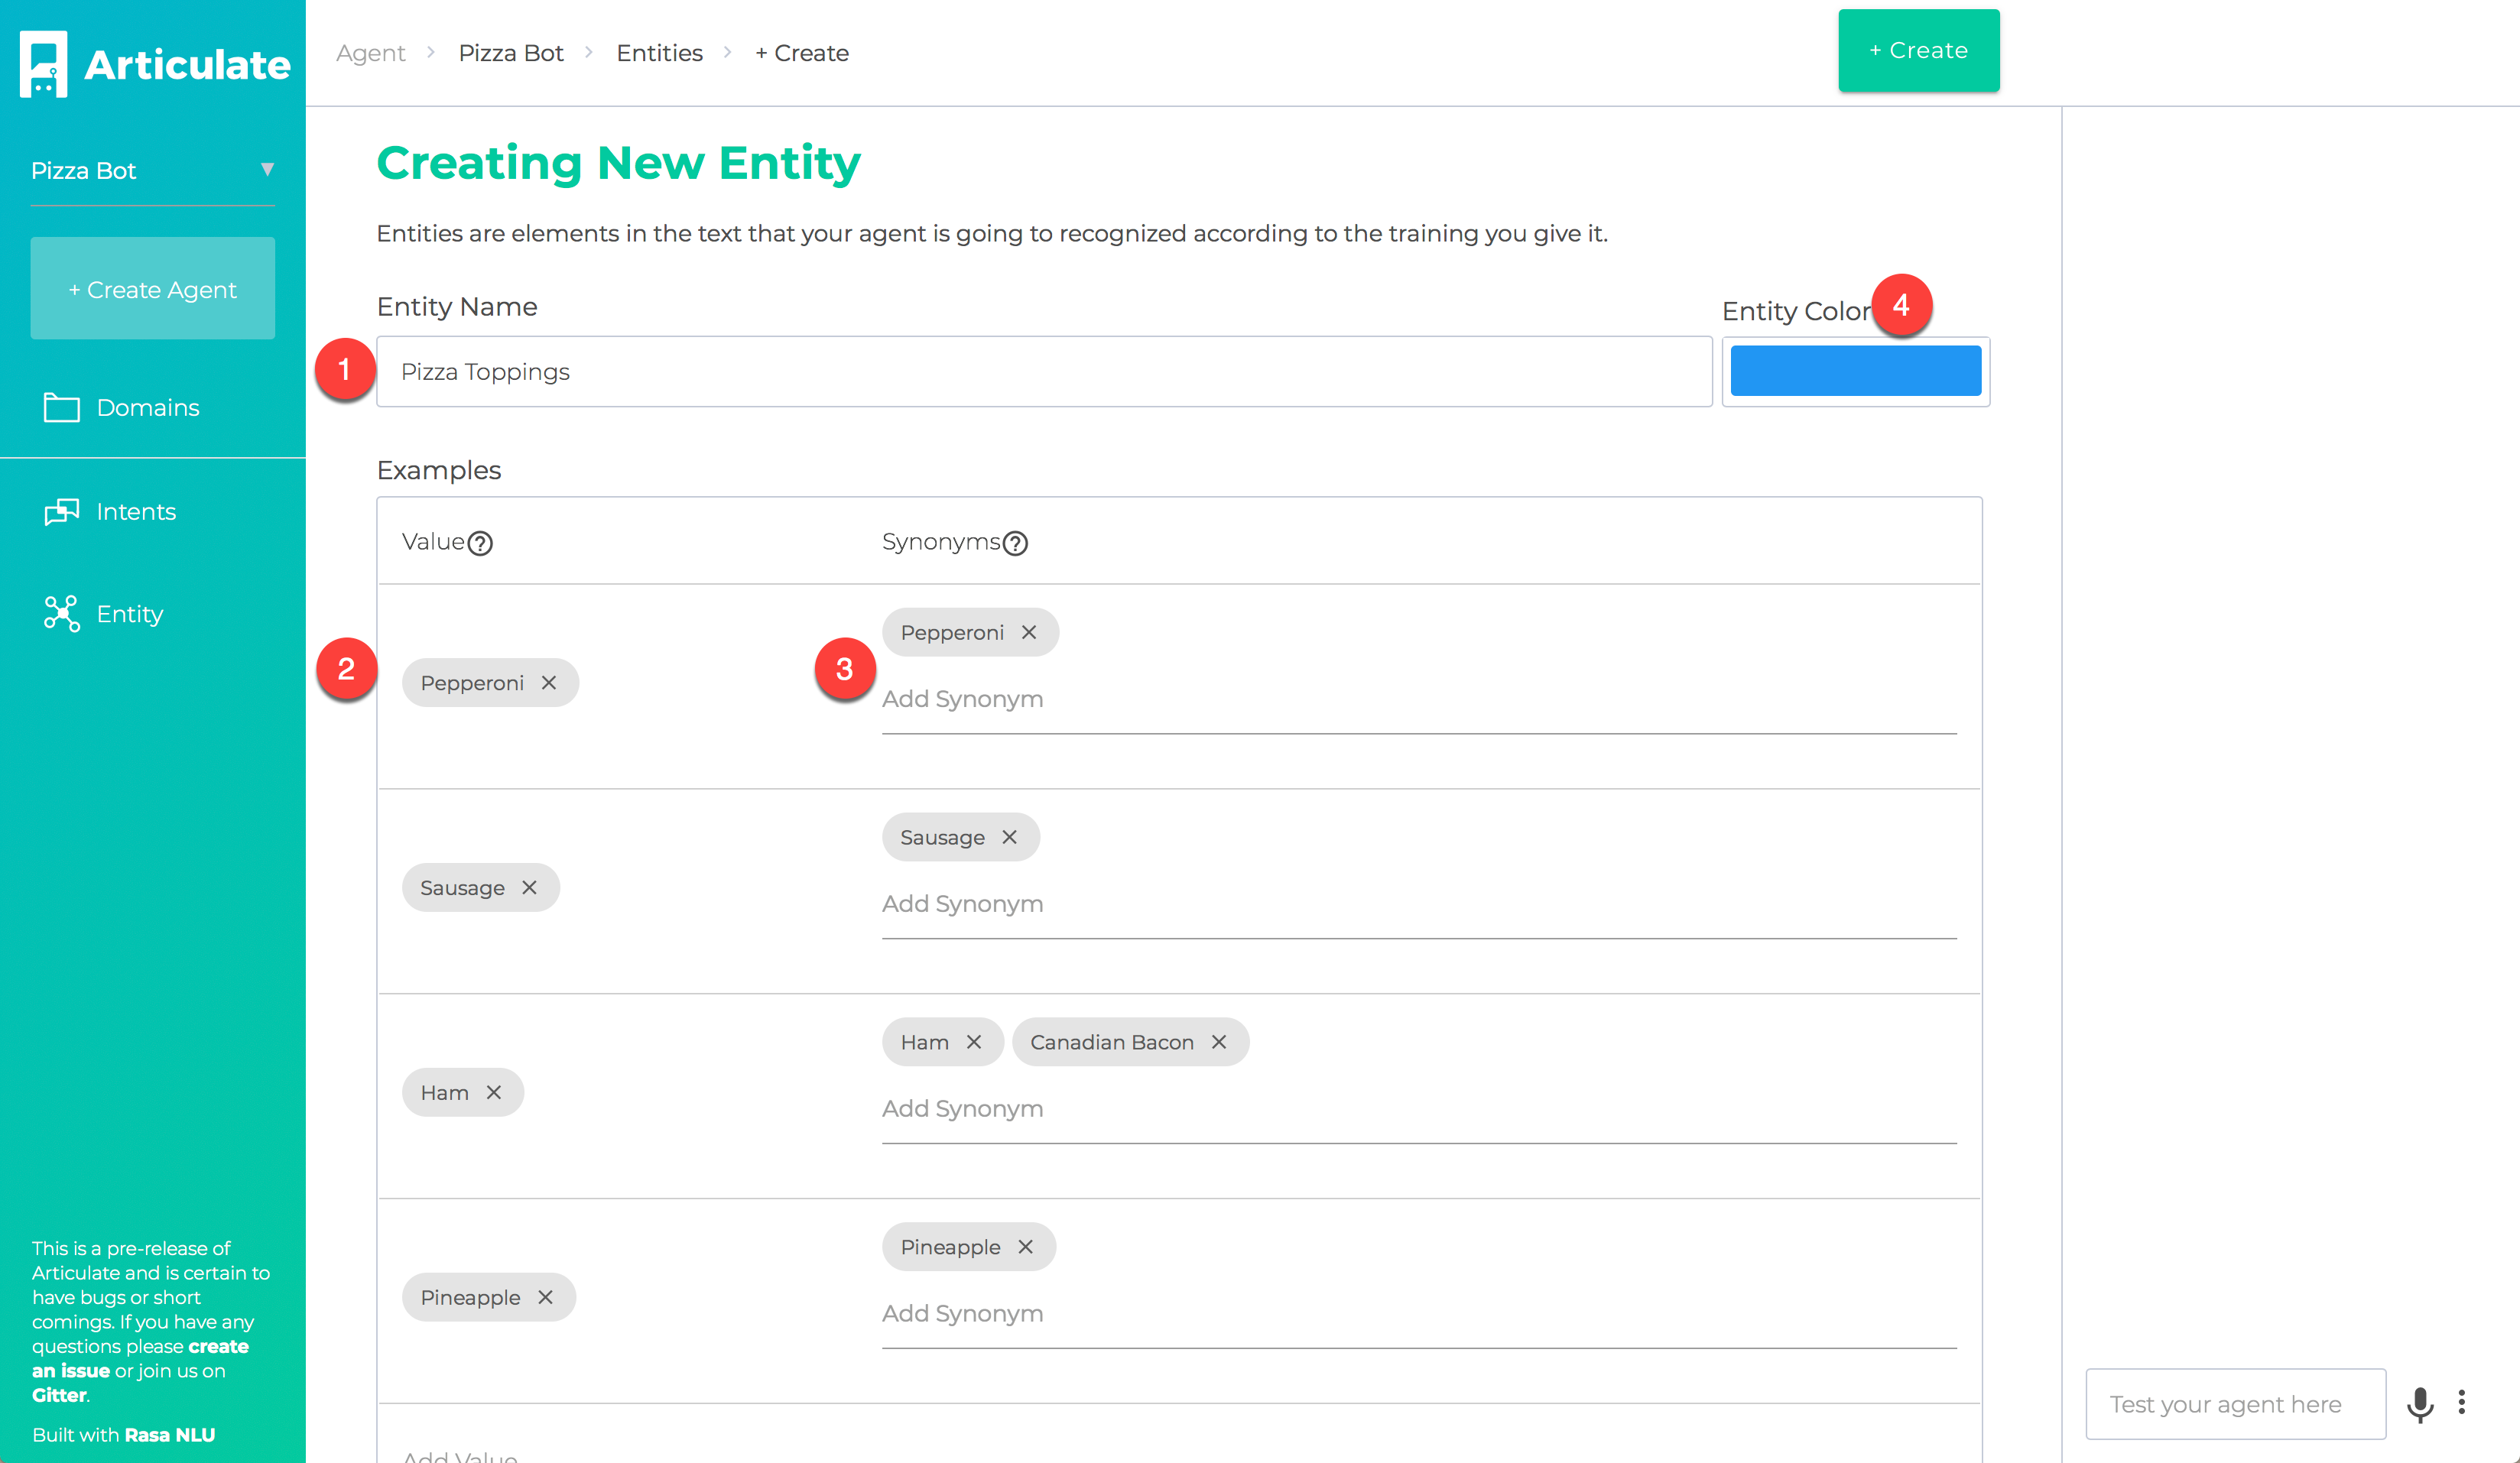 Articulate
Pizza Bot
+ Create Agent
Domains
Intents
Entity
This is a pre-release of
Articulate and is certain to
have bugs or short
comings. If you have any
questions please create
an issue or join us on
Gitter.
Built with Rasa NLU
Agent > Pizza Bot > Entities > + Create
+ Create
Creating New Entity
Entities are elements in the text that your agent is going to recognized according to the training you give it.
Entity Name
Entity Color
4
1
Pizza Toppings
Examples
Value ?
Synonyms ?
2
Pepperoni
3
Pepperoni
Add Synonym
Sausage
Sausage
Add Synonym
Ham
Ham
Canadian Bacon
Add Synonym
Pineapple
Pineapple
Add Synonym
Add Value
Test your agent here